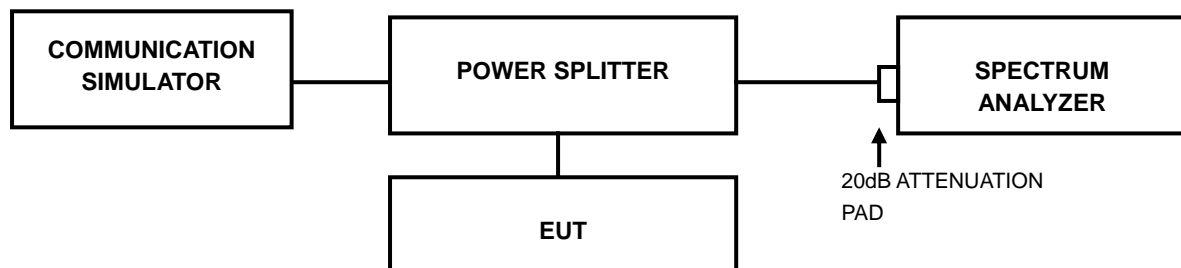 COMMUNICATION
SIMULATOR
POWER SPLITTER
SPECTRUM
ANALYZER
20dB ATTENUATION
PAD
EUT